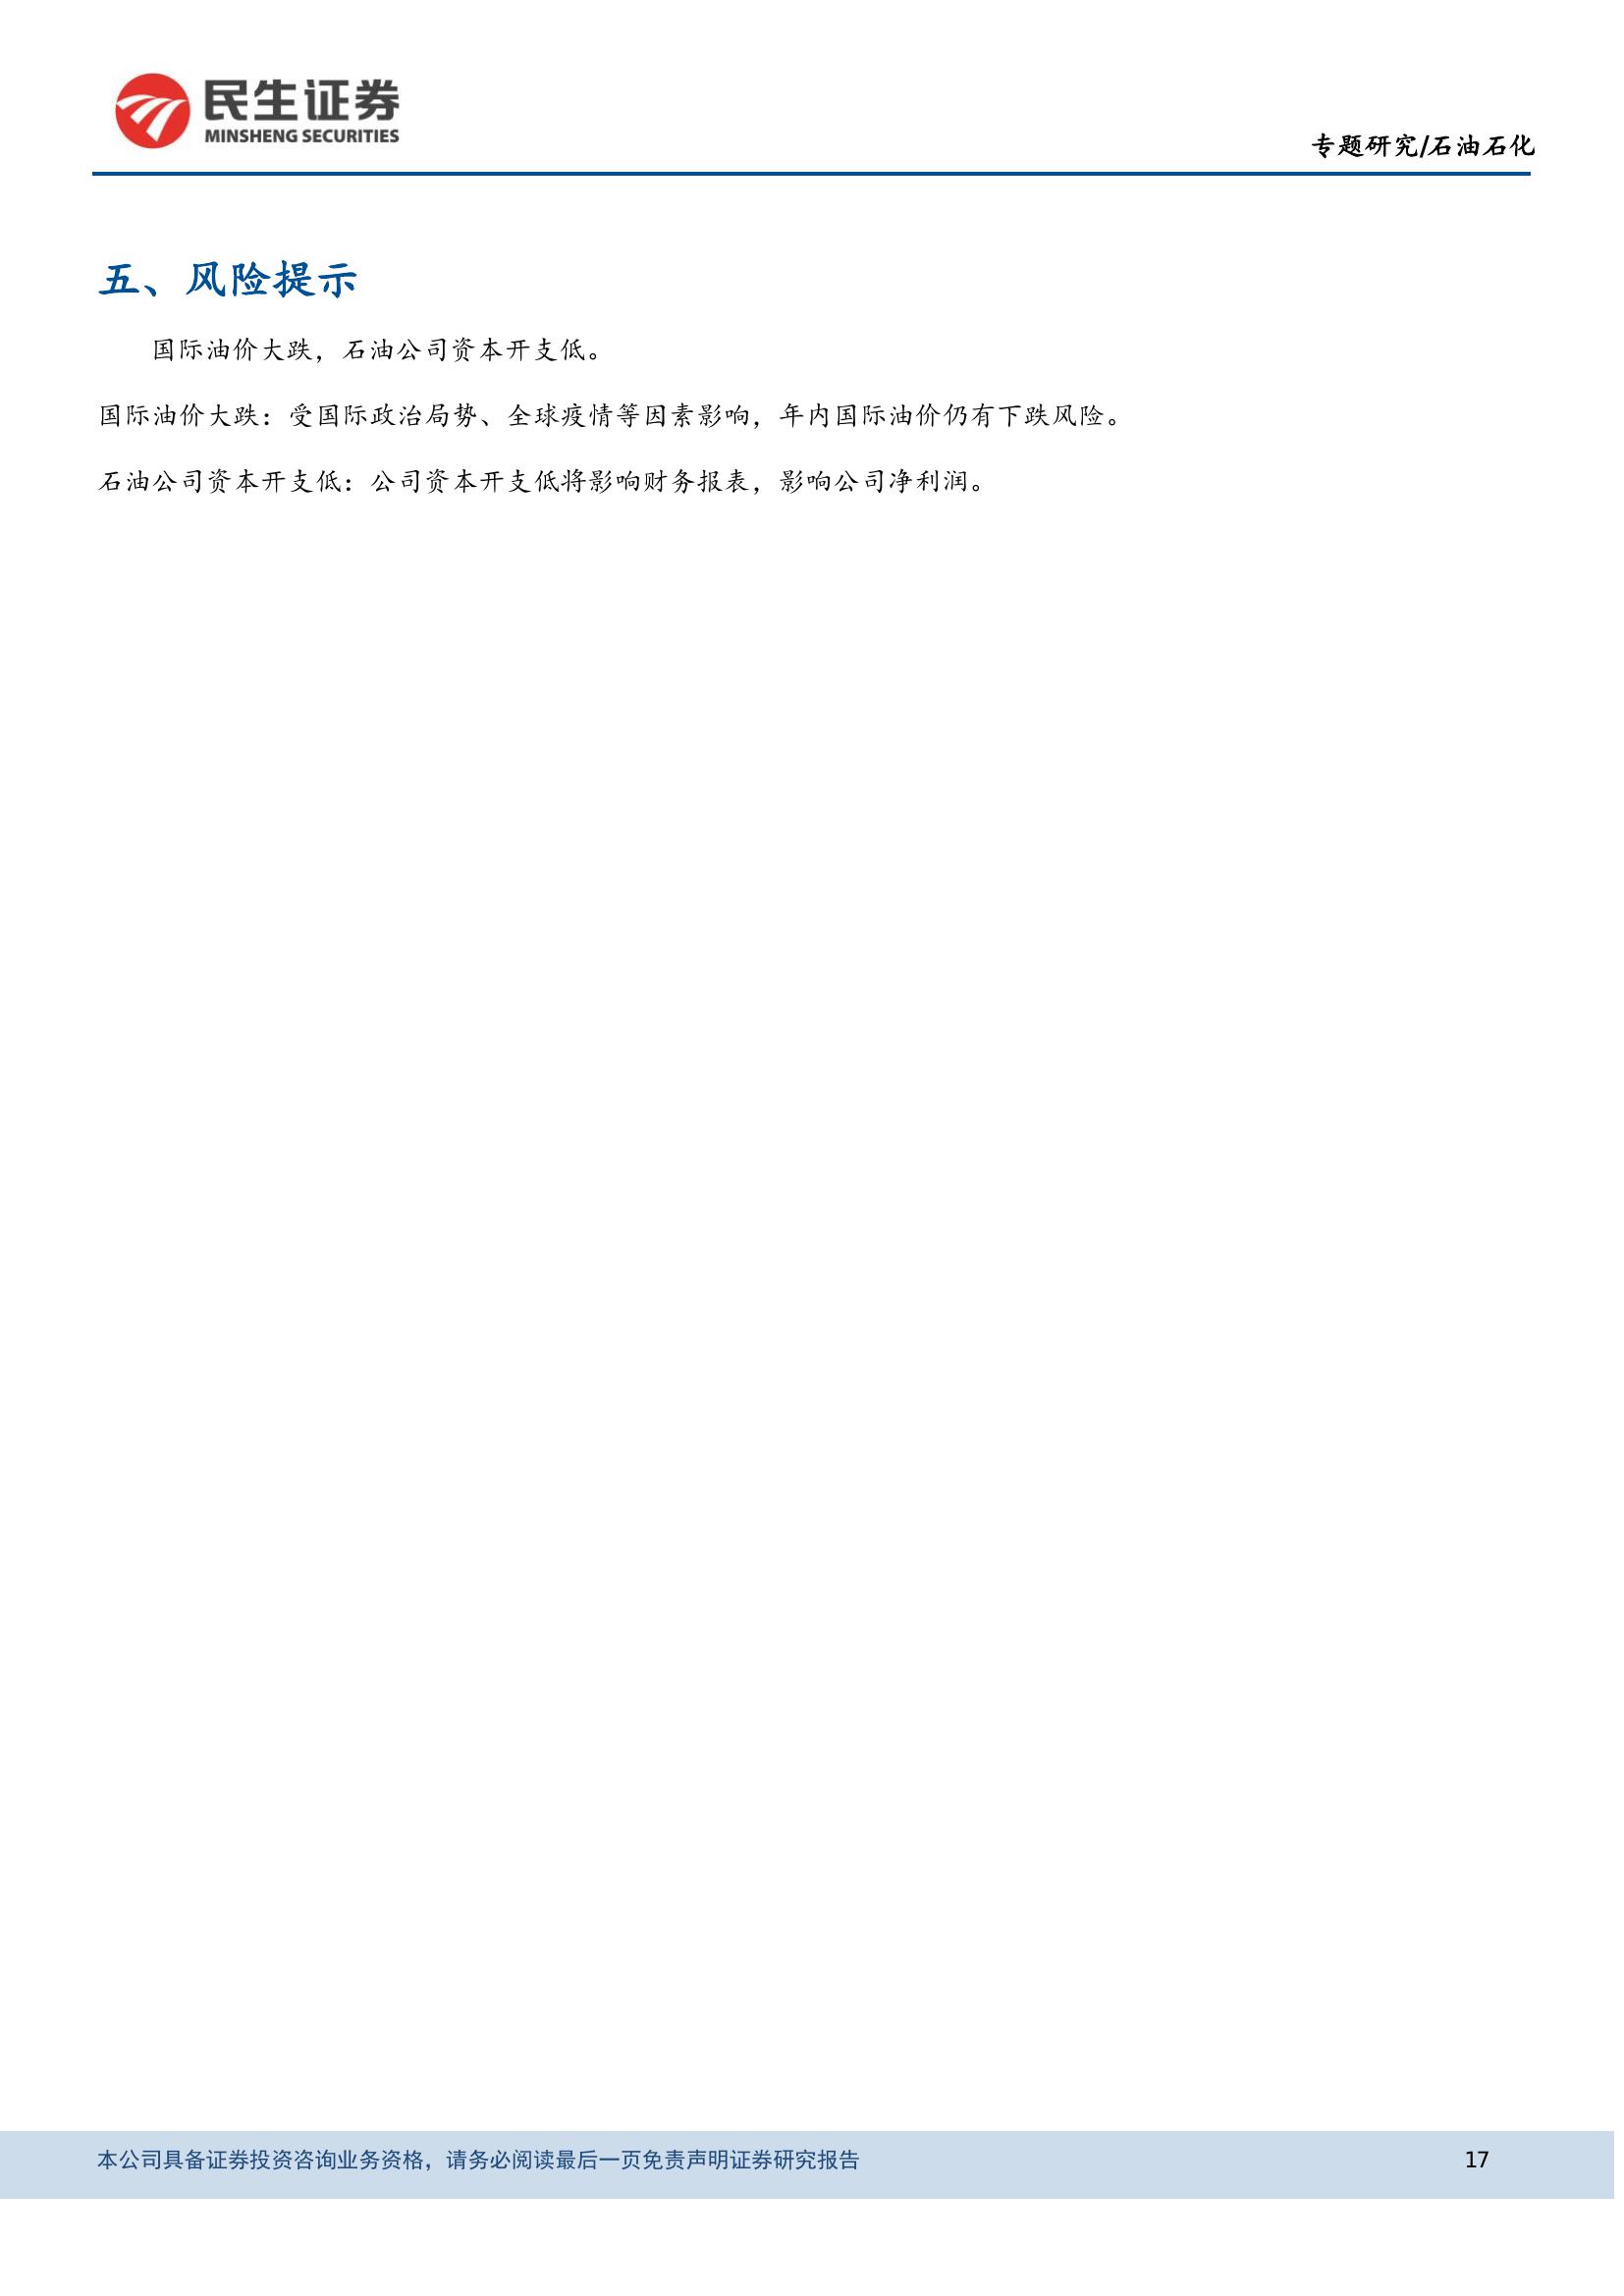 民生证券
MINSHENG SECURITIES
专题研究/石油石化
五、风险提示
国际油价大跌，石油公司资本开支低。
国际油价大跌：受国际政治局势、全球疫情等因素影响，年内国际油价仍有下跌风险。
石油公司资本开支低：公司资本开支低将影响财务报表，影响公司净利润。
本公司具备证券投资咨询业务资格，请务必阅读最后一页免责声明证券研究报告
17